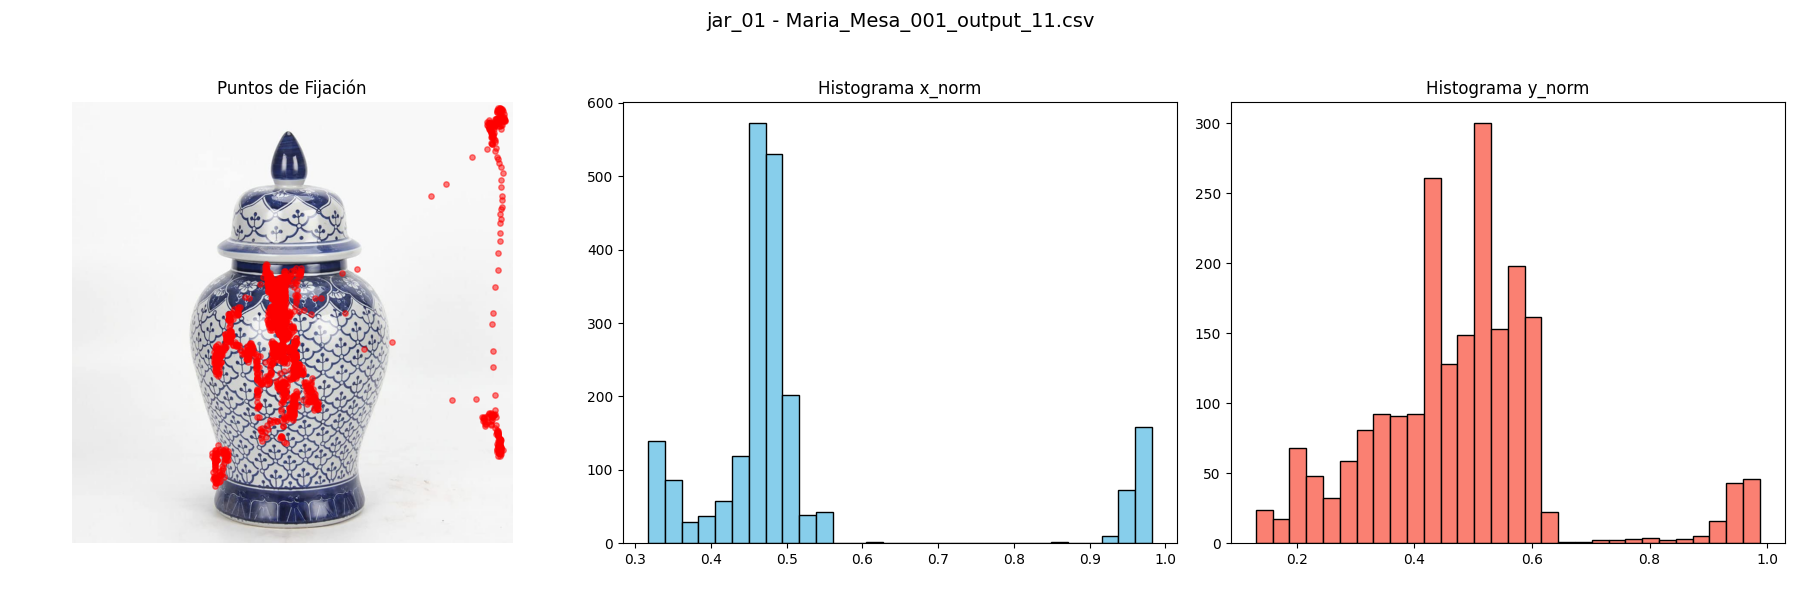 jar_01 - Maria_Mesa_001_output_11.csv
Puntos de Fijación
Histograma x_norm
600
500
400
300
200
100
0
0.3 0.4 0.5 0.6 0.7 0.8 0.9 1.0
Histograma y_norm
300
250
200
150
100
50
0
0.2 0.4 0.6 0.8 1.0